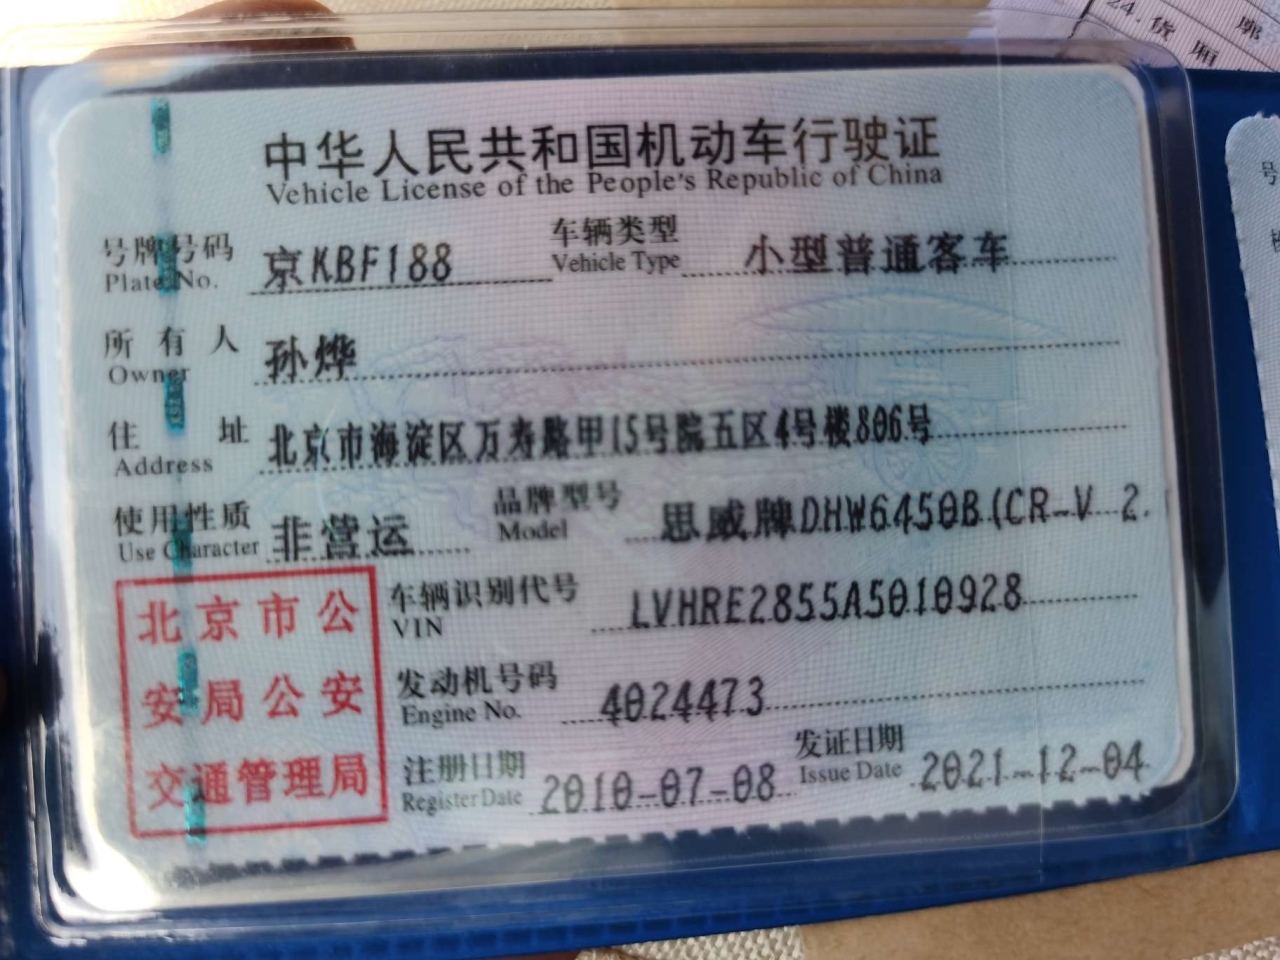 24.货厢
廓
中华人民共和国机动车行驶证
Vehicle License of the People's Republic of China
号牌号码 京KBF188 车辆类型 小型普通客车
Plate No. Vehicle Type
所有人 孙烨
Owner
住址 北京市海淀区万寿路甲15号院五区4号楼806号
Address
使用性质 非营运 品牌型号 思威牌DHW6450B(CR-V 2.
Use Character Model
北京市公
安局公安
交通管理局
车辆识别代号 LVHRE2855A5010928
VIN
发动机号码 4024473
Engine No.
注册日期 2010-07-08 发证日期 2021-12-04
Register Date Issue Date
号